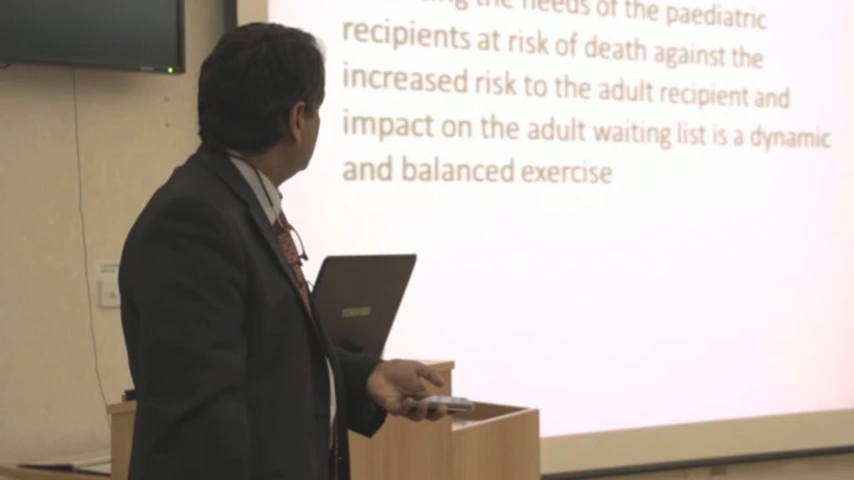 the needs of the paediatric
recipients at risk of death against the
increased risk to the adult recipient and
impact on the adult waiting list is a dynamic
and balanced exercise
TOSHIBA